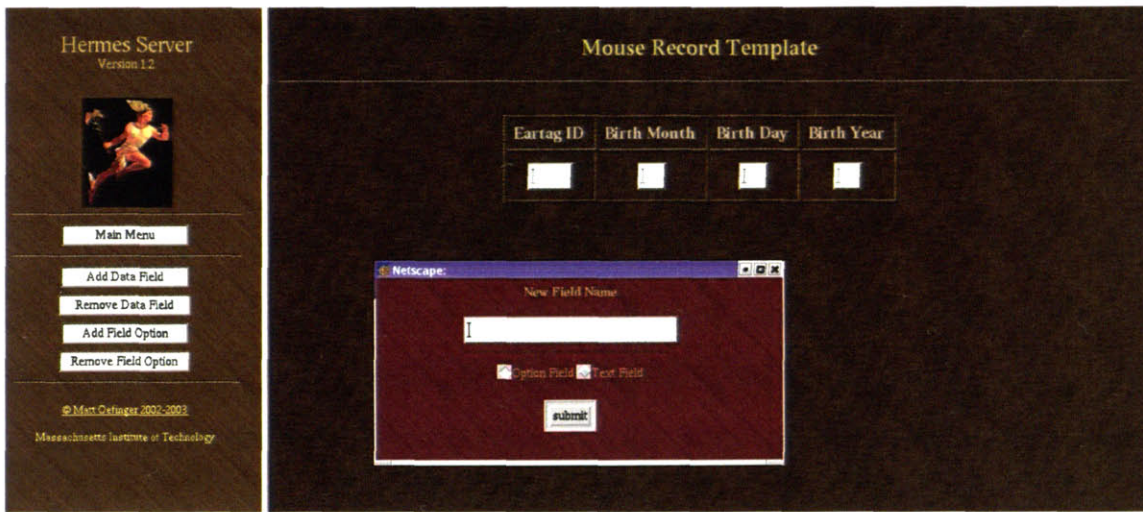 Hermes Server
Version 1.2
Main Menu
Add Data Field
Remove Data Field
Add Field Option
Remove Field Option
© Matt Oefinger 2002-2003
Massachusetts Institute of Technology
Mouse Record Template
Eartag ID Birth Month Birth Day Birth Year
Netscape:
New Field Name
Option Field Text Field
submit